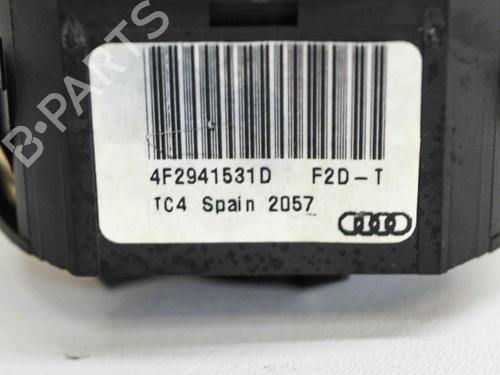 B-PARTS
4F2941531D F2D-T
TC4 Spain 2057